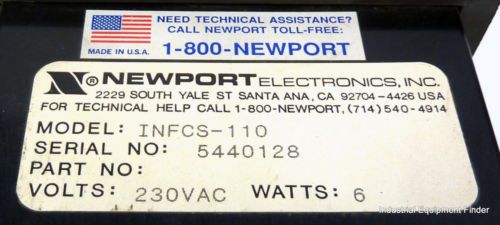 NEED TECHNICAL ASSISTANCE?
CALL NEWPORT TOLL-FREE:
MADE IN U.S.A. 1-800-NEWPORT
N® NEWPORT ELECTRONICS, INC.
2229 SOUTH YALE ST SANTA ANA, CA 92704-4426 USA
FOR TECHNICAL HELP CALL 1-800-NEWPORT, (714) 540-4914
MODEL: INFCS-110
SERIAL NO: 5440128
PART NO:
VOLTS: 230VAC WATTS: 6
Industrial Equipment Finder